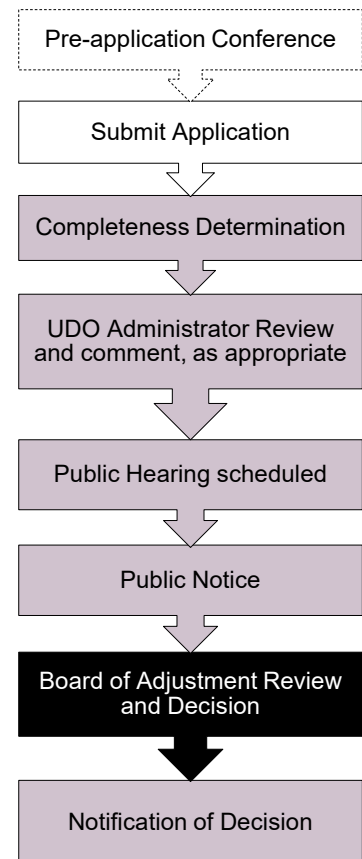 Pre-application Conference
Submit Application
Completeness Determination
UDO Administrator Review
and comment, as appropriate
Public Hearing scheduled
Public Notice
Board of Adjustment Review
and Decision
Notification of Decision